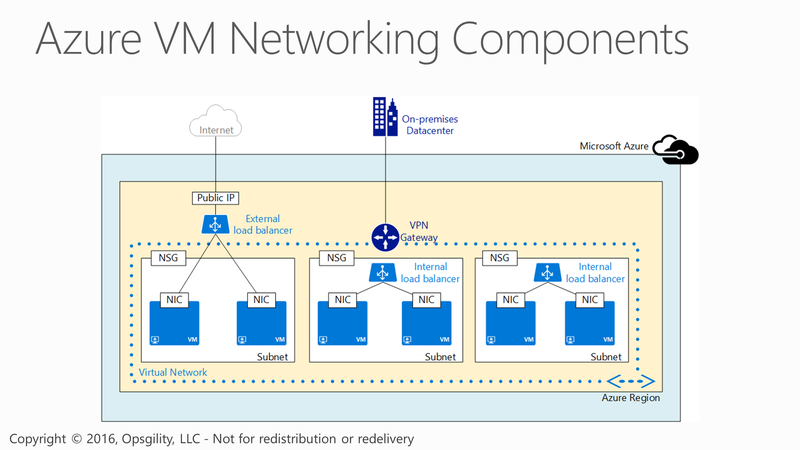 Azure VM Networking Components
Internet
On-premises
Datacenter
Microsoft Azure
Public IP
External
load balancer
VPN
Gateway
NSG
NIC
NIC
VM
VM
Subnet
NSG
Internal
load balancer
NIC
NIC
VM
VM
Subnet
NSG
Internal
load balancer
NIC
NIC
VM
VM
Subnet
Virtual Network
Azure Region
Copyright © 2016, Opsgility, LLC - Not for redistribution or redelivery